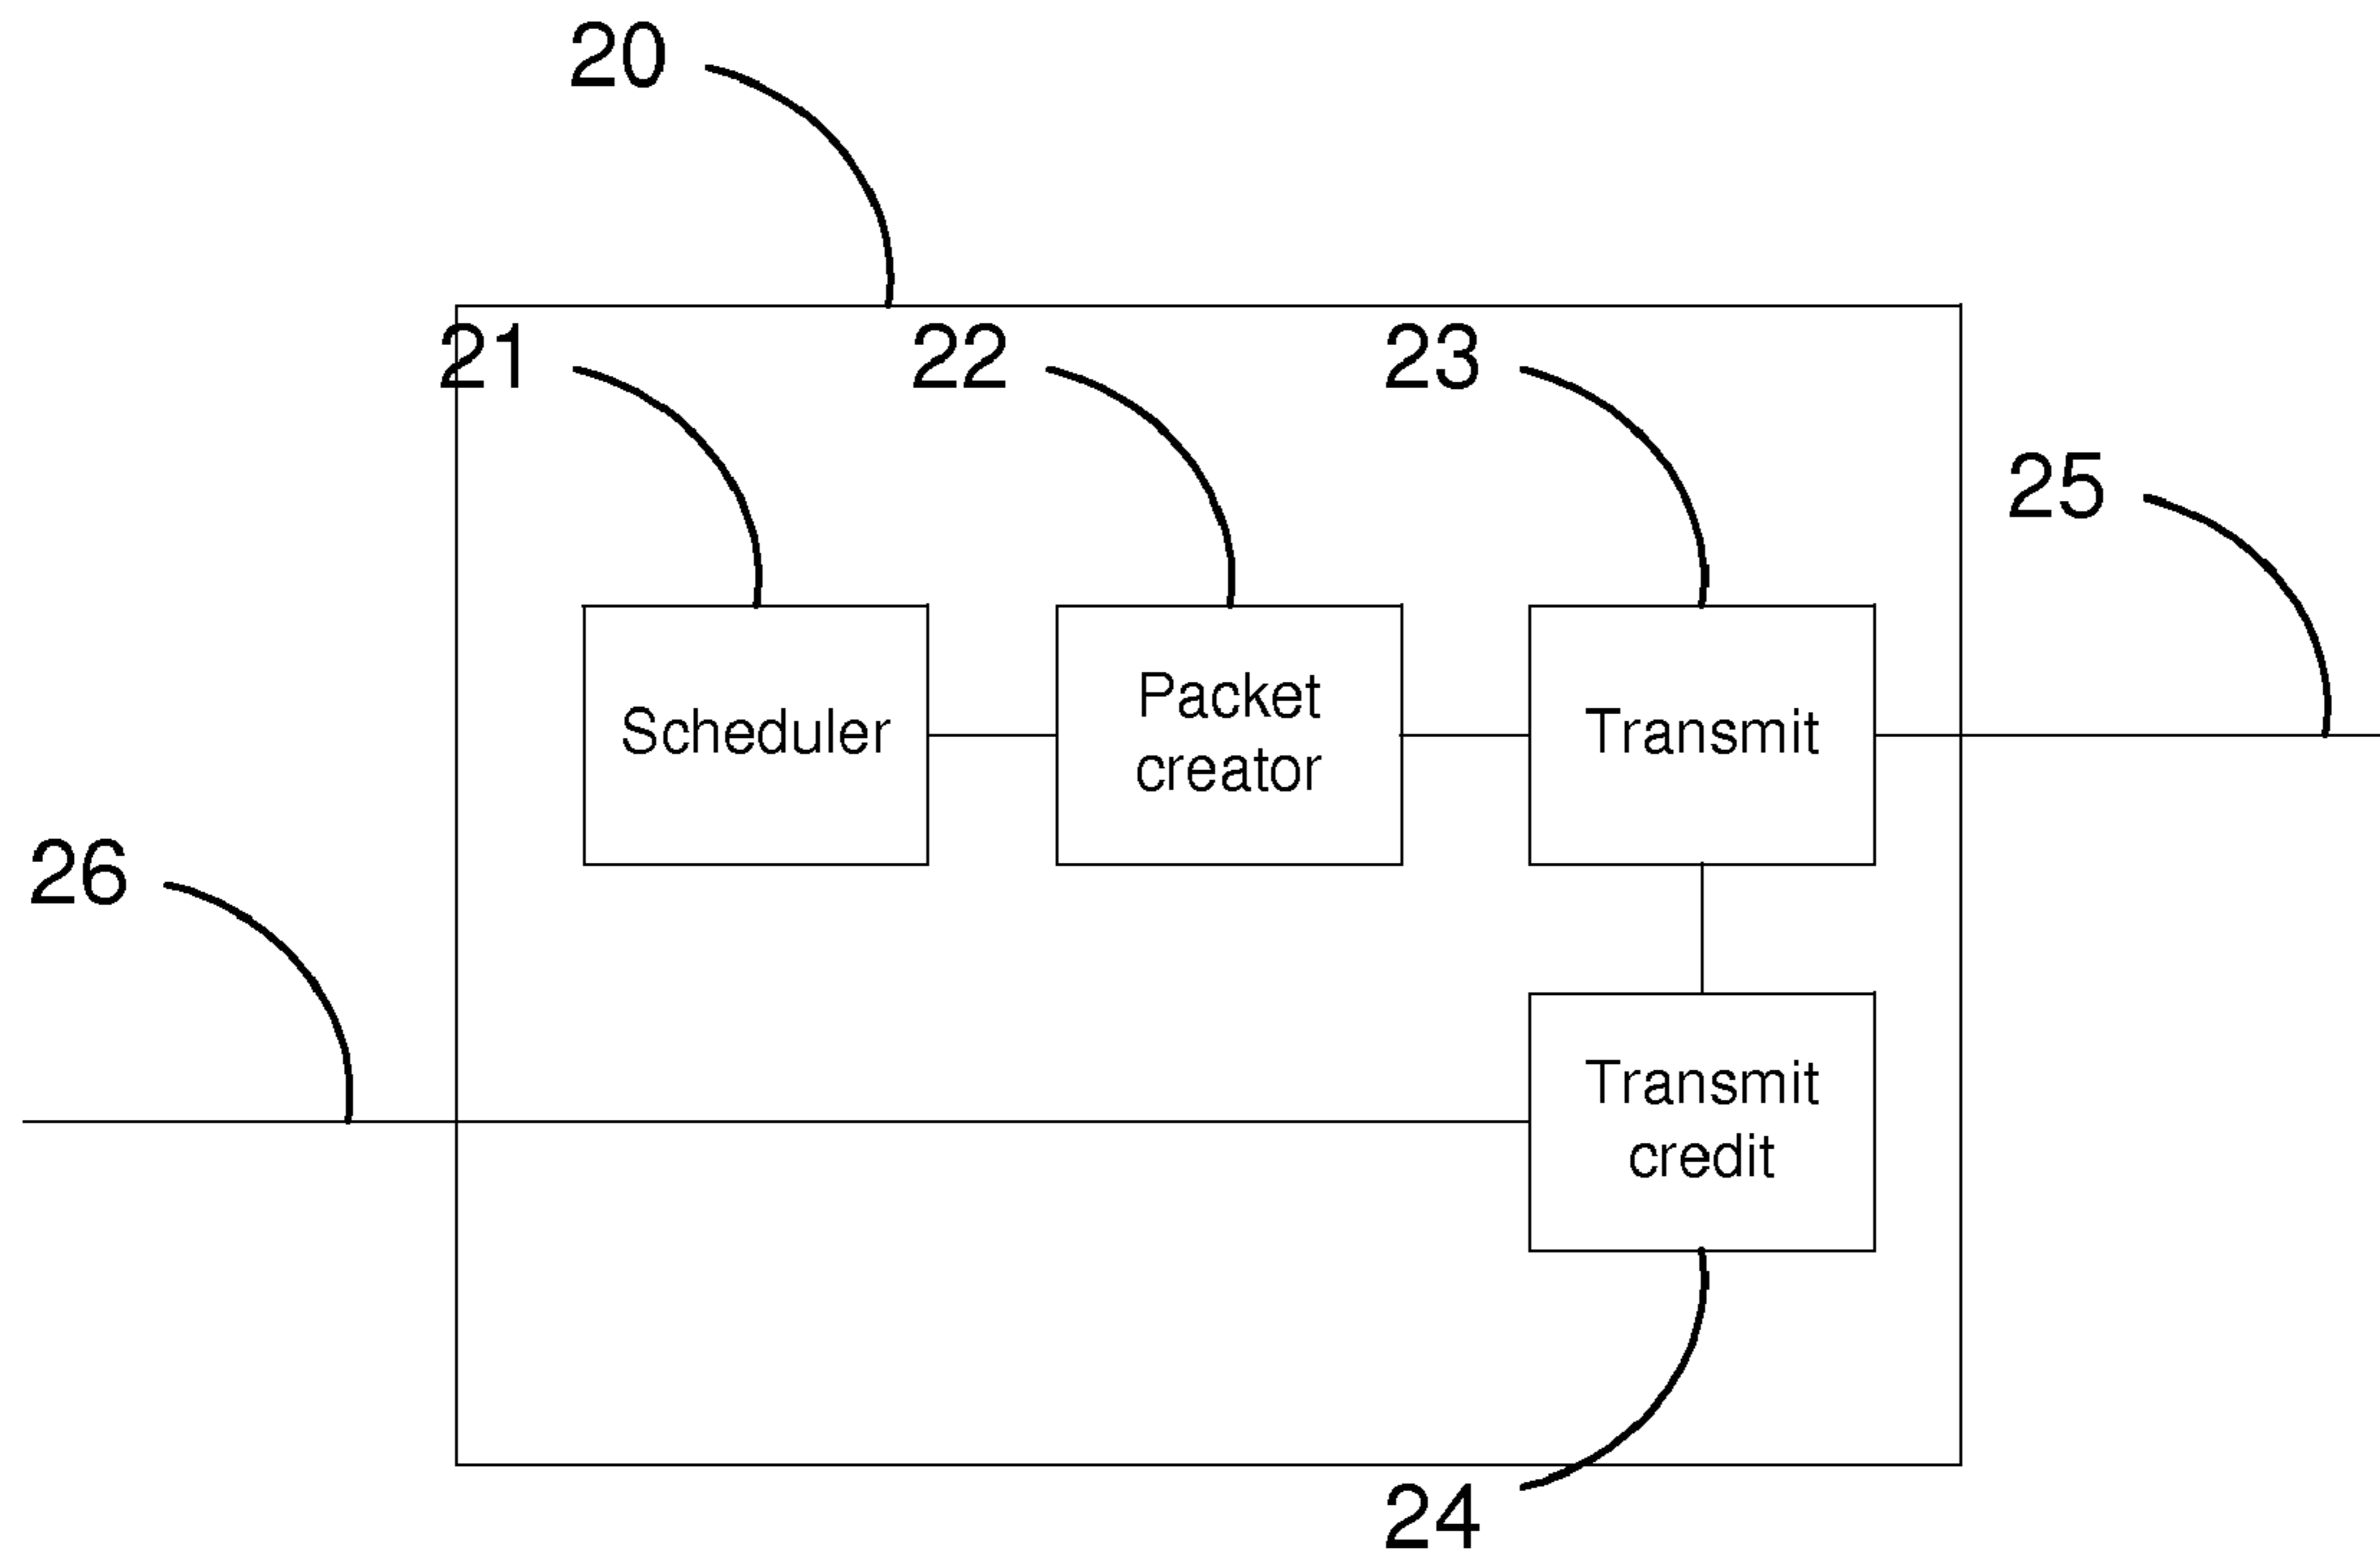 20
21
22
23
25
Scheduler
Packet
creator
Transmit
26
Transmit
credit
24